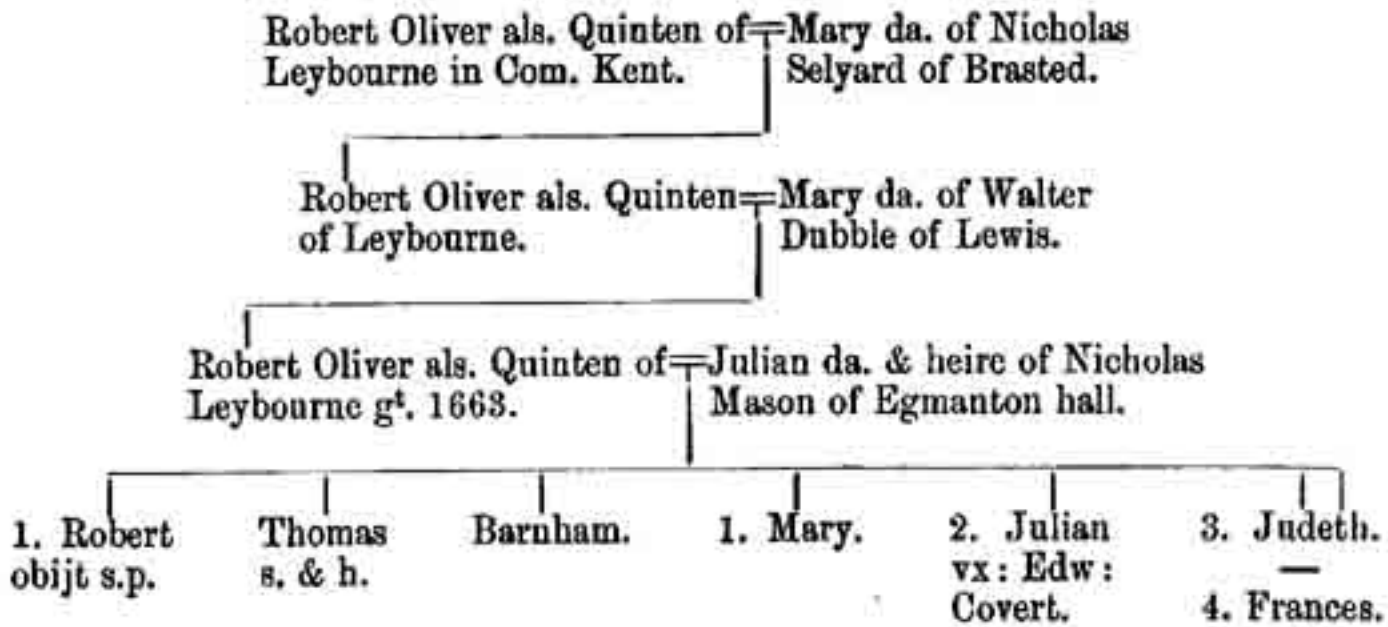 Robert Oliver als. Quinten of Mary da. of Nicholas
Leybourne in Com. Kent. Selyard of Brasted.
Robert Oliver als. Quinten Mary da. of Walter
of Leybourne. Dubble of Lewis.
Robert Oliver als. Quinten of Julian da. & heire of Nicholas
Leybourne gᵗ. 1663. Mason of Egmanton hall.
1. Robert Thomas Barnham. 1. Mary. 2. Julian 3. Judeth.
obijt s.p. s. & h. vx : Edw : —
Covert. 4. Frances.